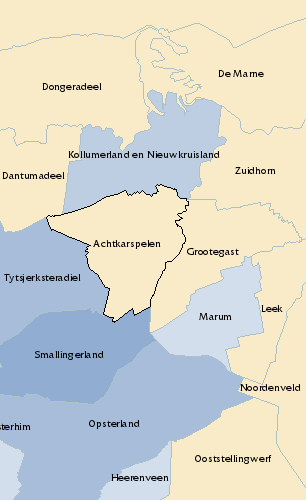 De Marne
Dongeradeel
Kollumerland en Nieuwkruisland
Dantumadeel
Zuidhorn
Achtkarspelen
Grootegast
Tytsjerksteradiel
Leek
Marum
Smallingerland
Noordenveld
Opsterland
sterhim
Ooststellingwerf
Heerenveen